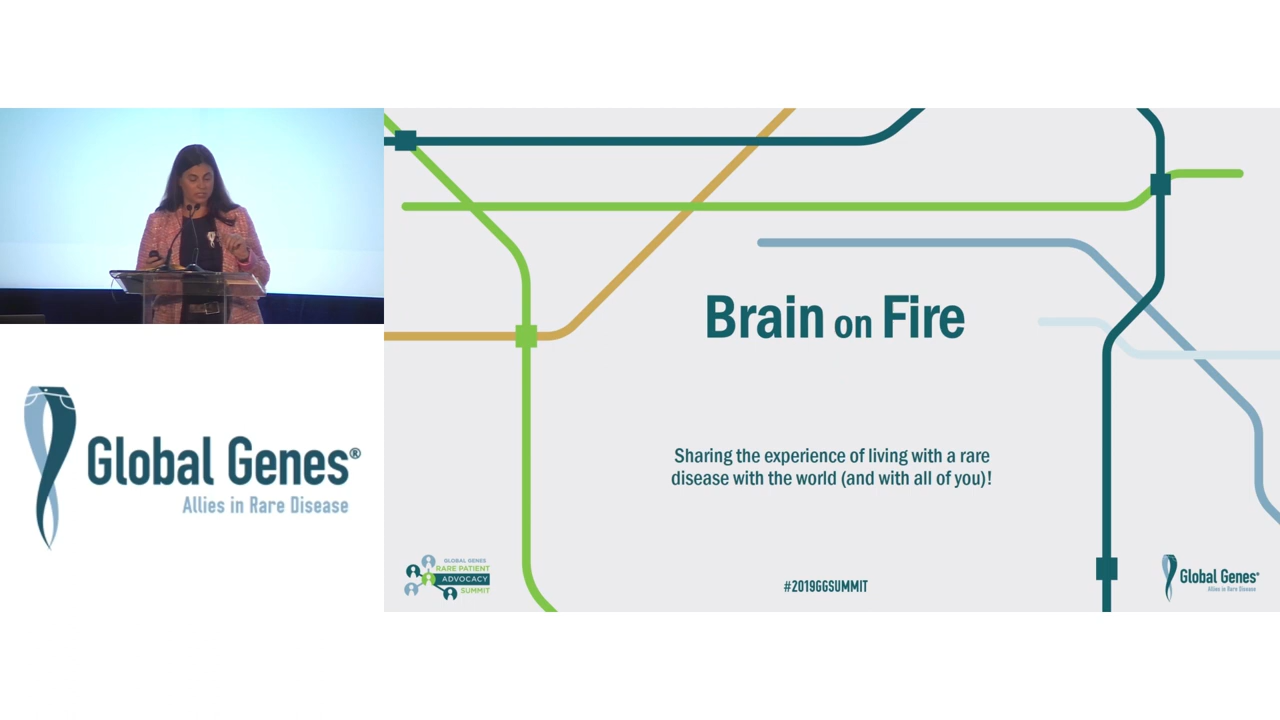 Global Genes®
Allies in Rare Disease
Brain on Fire
Sharing the experience of living with a rare
disease with the world (and with all of you)!
GLOBAL GENES
RARE PATIENT
ADVOCACY
SUMMIT
#2019GGSUMMIT
Global Genes®
Allies in Rare Disease